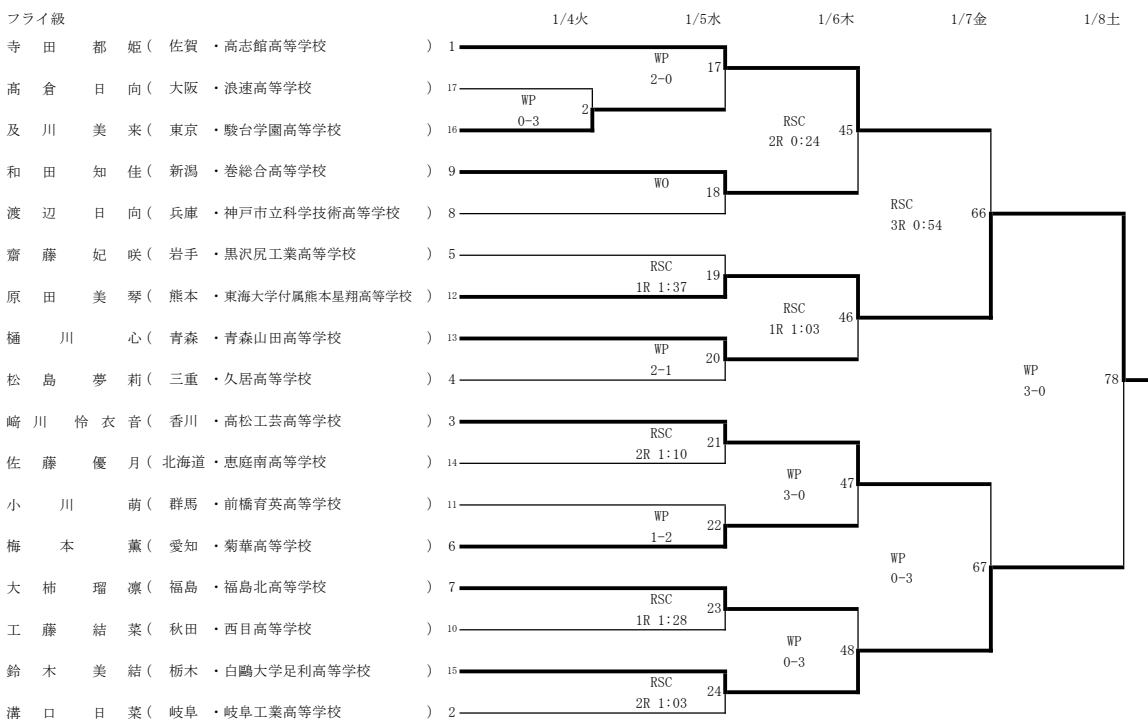 フライ級 1/4火 1/5水 1/6木 1/7金 1/8土
寺田都姫( 佐賀 ・高志館高等学校 ) 1
WP 17
2-0
髙倉日向( 大阪 ・浪速高等学校 ) 17
WP 2
0-3
及川美来( 東京 ・駿台学園高等学校 ) 16
RSC 45
2R 0:24
和田知佳( 新潟 ・巻総合高等学校 ) 9
WO 18
渡辺日向( 兵庫 ・神戸市立科学技術高等学校 ) 8
RSC 66
3R 0:54
齋藤妃咲( 岩手 ・黒沢尻工業高等学校 ) 5
RSC 19
1R 1:37
原田美琴( 熊本 ・東海大学付属熊本星翔高等学校 ) 12
RSC 46
1R 1:03
樋川心( 青森 ・青森山田高等学校 ) 13
WP 20
2-1
松島夢莉( 三重 ・久居高等学校 ) 4
WP 78
3-0
﨑川怜衣音( 香川 ・高松工芸高等学校 ) 3
RSC 21
2R 1:10
佐藤優月( 北海道 ・恵庭南高等学校 ) 14
WP 47
3-0
小川萌( 群馬 ・前橋育英高等学校 ) 11
WP 22
1-2
梅本薫( 愛知 ・菊華高等学校 ) 6
WP 67
0-3
大柿瑠凛( 福島 ・福島北高等学校 ) 7
RSC 23
1R 1:28
工藤結菜( 秋田 ・西目高等学校 ) 10
WP 48
0-3
鈴木美結( 栃木 ・白鷗大学足利高等学校 ) 15
RSC 24
2R 1:03
溝口日菜( 岐阜 ・岐阜工業高等学校 ) 2